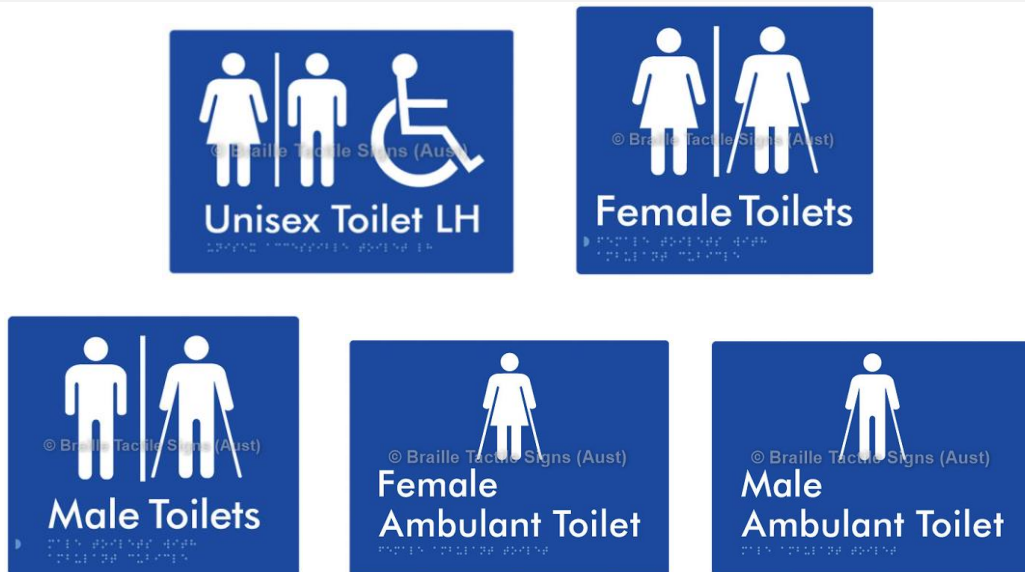 © Braille Tactile Signs (Aust)
Unisex Toilet LH
⠥⠝⠊⠎⠑⠭ ⠁⠉⠉⠑⠎⠎⠊⠃⠇⠑ ⠞⠕⠊⠇⠑⠞ ⠇⠓
© Braille Tactile Signs (Aust)
Female Toilets
⠋⠑⠍⠁⠇⠑ ⠞⠕⠊⠇⠑⠞⠎ ⠺⠊⠞⠓
⠁⠍⠃⠥⠇⠁⠝⠞ ⠉⠥⠃⠊⠉⠇⠑
© Braille Tactile Signs (Aust)
Male Toilets
⠍⠁⠇⠑ ⠞⠕⠊⠇⠑⠞⠎ ⠺⠊⠞⠓
⠁⠍⠃⠥⠇⠁⠝⠞ ⠉⠥⠃⠊⠉⠇⠑
© Braille Tactile Signs (Aust)
Female
Ambulant Toilet
⠋⠑⠍⠁⠇⠑ ⠁⠍⠃⠥⠇⠁⠝⠞ ⠞⠕⠊⠇⠑⠞
© Braille Tactile Signs (Aust)
Male
Ambulant Toilet
⠍⠁⠇⠑ ⠁⠍⠃⠥⠇⠁⠝⠞ ⠞⠕⠊⠇⠑⠞